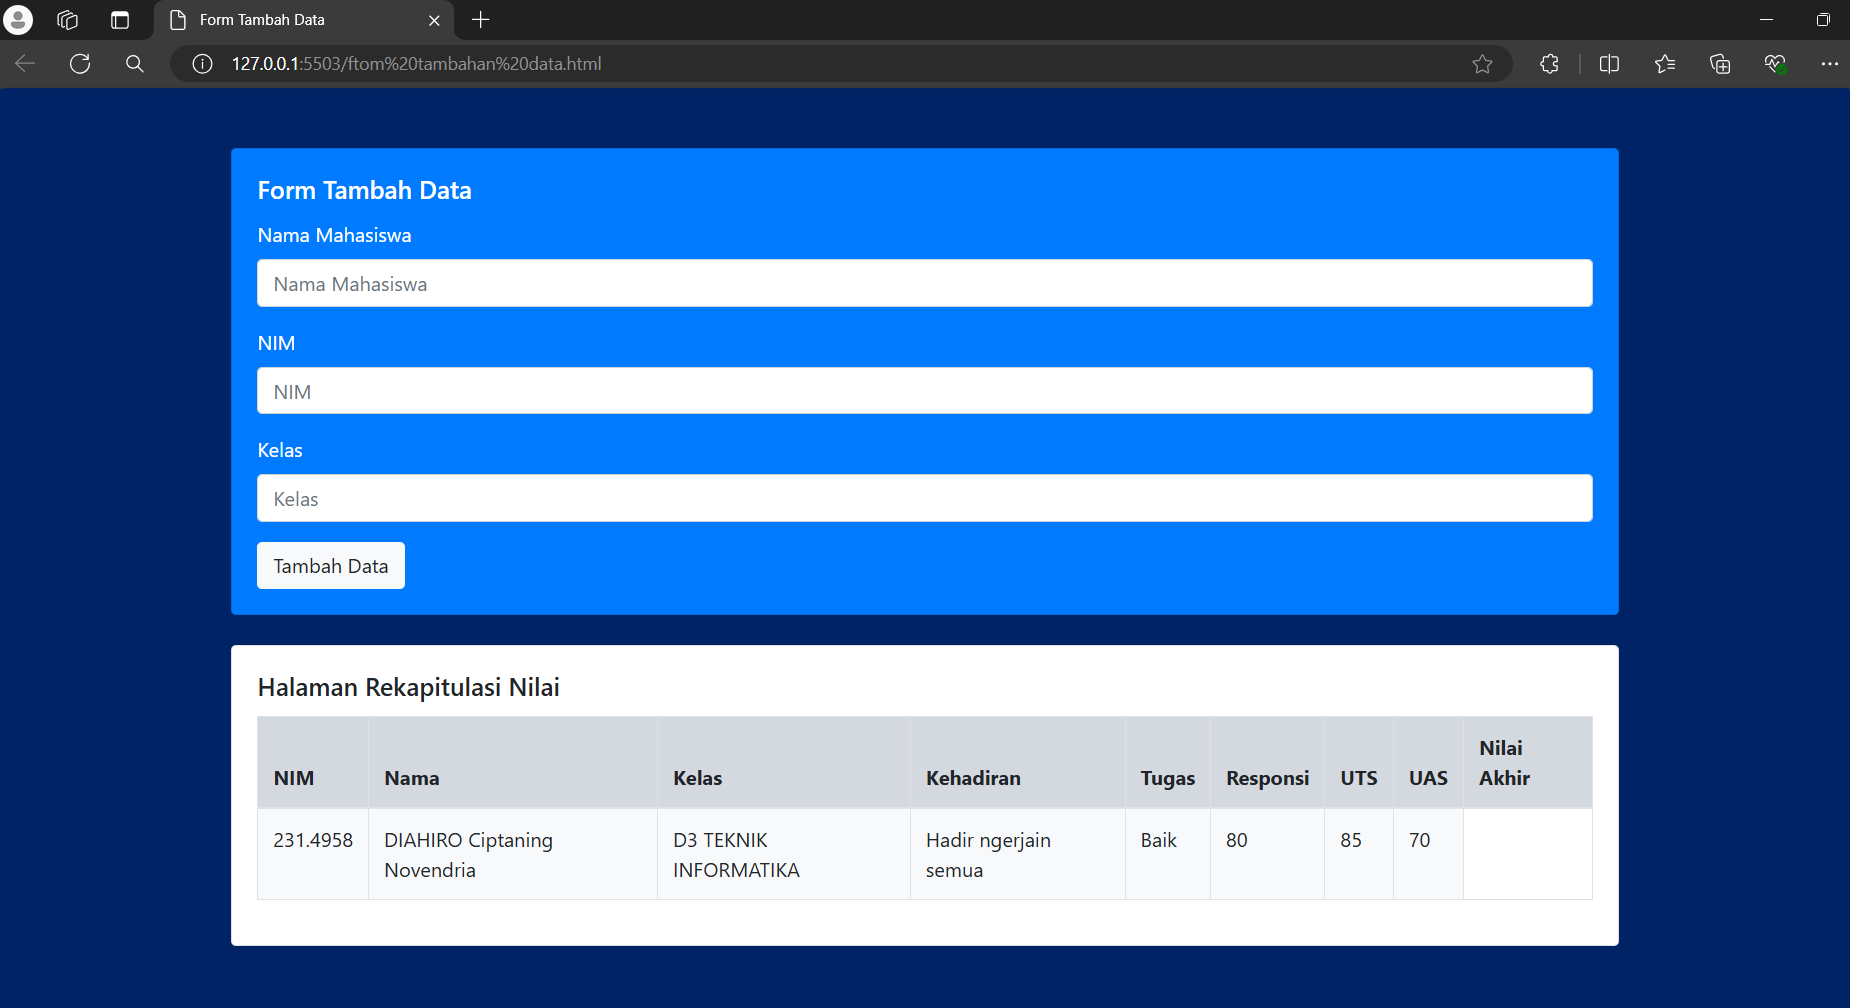 Form Tambah Data
127.0.0.1:5503/ftom%20tambahan%20data.html
Form Tambah Data
Nama Mahasiswa
Nama Mahasiswa
NIM
NIM
Kelas
Kelas
Tambah Data
Halaman Rekapitulasi Nilai
NIM Nama Kelas Kehadiran Tugas Responsi UTS UAS Nilai
Akhir
231.4958 DIAHIRO Ciptaning D3 TEKNIK Hadir ngerjain Baik 80 85 70
Novendria INFORMATIKA semua